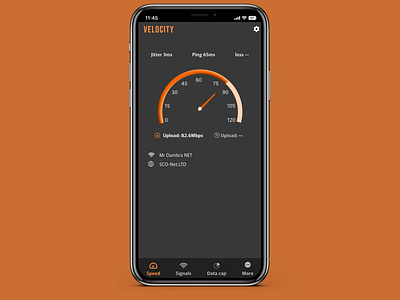 11:45
VELOCITY
Jitter 3ms Ping 65ms loss --
60
45 75
30 90
15 105
0 120
Upload: 82.6Mbps Upload: --
Mr Dambra NET
SCO-Net.LTD
Speed Signals Data cap More